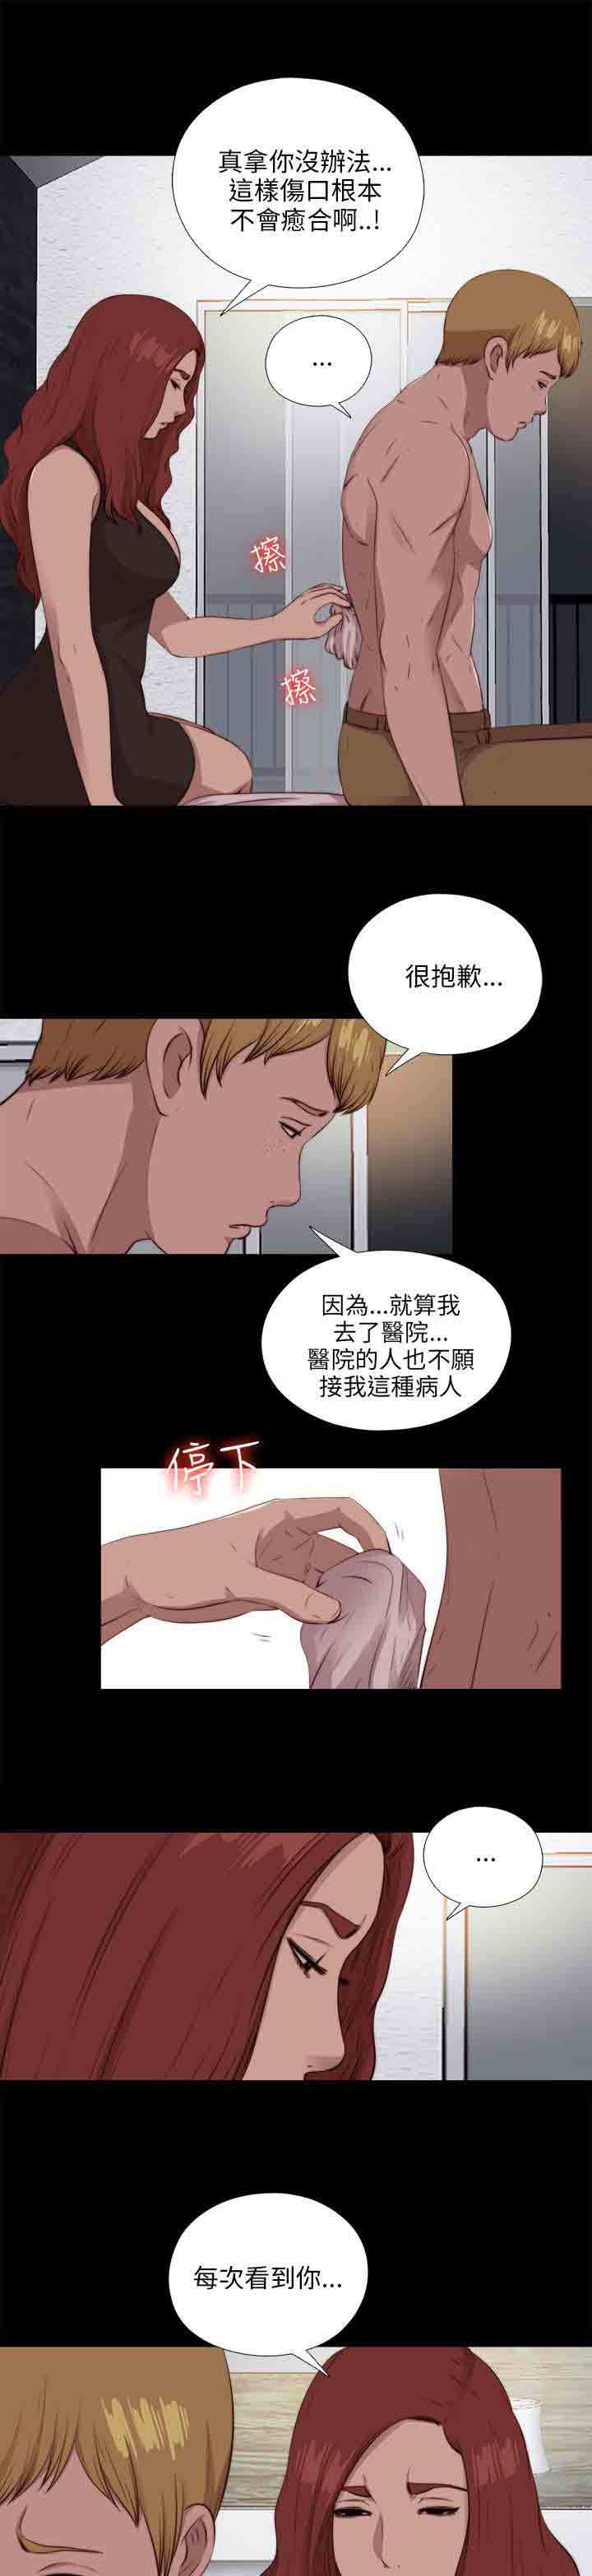 真拿你沒辦法...
這樣傷口根本
不會癒合啊..!
...
擦
擦
很抱歉...
因為...就算我
去了醫院...
醫院的人也不願
接我這種病人
停下
...
每次看到你...